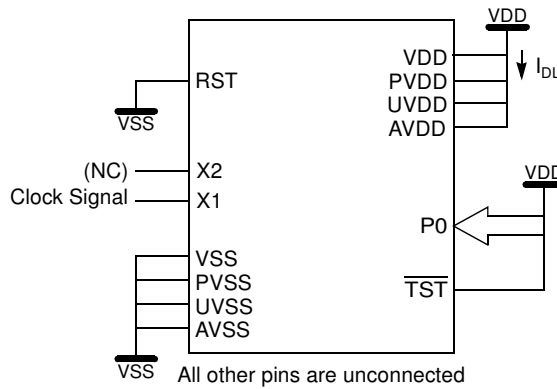 VDD
VDD
PVDD
UVDD
AVDD
IDL
RST
VSS
(NC)
X2
Clock Signal
X1
VDD
P0
TST
VSS
PVSS
UVSS
AVSS
VSS
All other pins are unconnected